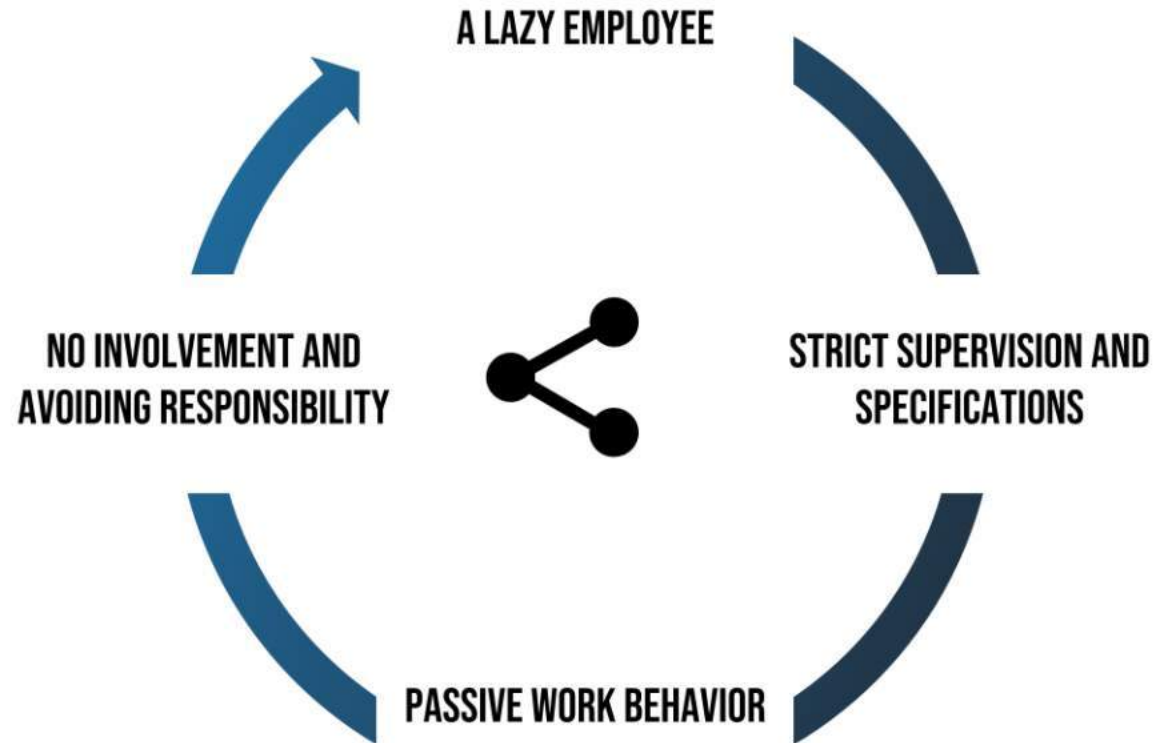 A LAZY EMPLOYEE
STRICT SUPERVISION AND
SPECIFICATIONS
PASSIVE WORK BEHAVIOR
NO INVOLVEMENT AND
AVOIDING RESPONSIBILITY